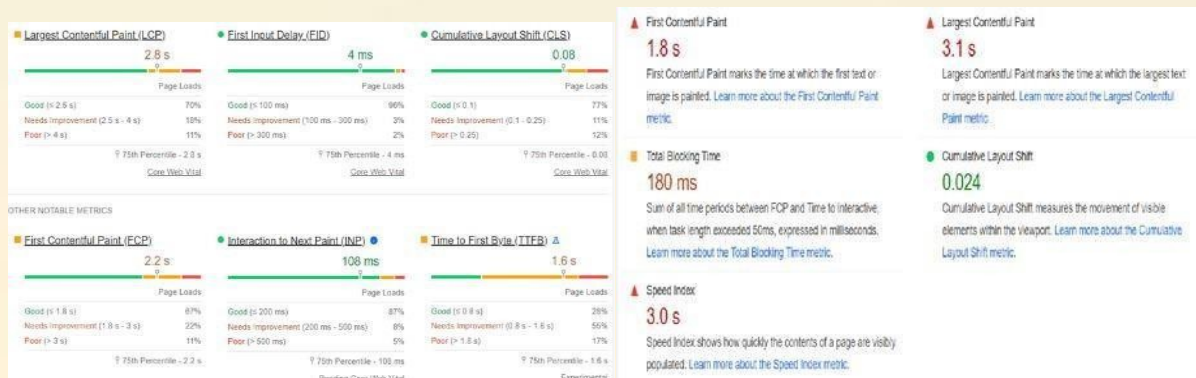 Largest Contentful Paint (LCP)
2.8 s
Page Loads
Good (≤ 2.5 s) 70%
Needs Improvement (2.5 s - 4 s) 18%
Poor (> 4 s) 11%
75th Percentile - 2.8 s
Core Web Vital
First Input Delay (FID)
4 ms
Page Loads
Good (≤ 100 ms) 96%
Needs Improvement (100 ms - 300 ms) 3%
Poor (> 300 ms) 2%
75th Percentile - 4 ms
Core Web Vital
Cumulative Layout Shift (CLS)
0.08
Page Loads
Good (≤ 0.1) 77%
Needs Improvement (0.1 - 0.25) 11%
Poor (> 0.25) 12%
75th Percentile - 0.08
Core Web Vital
OTHER NOTABLE METRICS
First Contentful Paint (FCP)
2.2 s
Page Loads
Good (≤ 1.8 s) 67%
Needs Improvement (1.8 s - 3 s) 22%
Poor (> 3 s) 11%
75th Percentile - 2.2 s
Interaction to Next Paint (INP)
108 ms
Page Loads
Good (≤ 200 ms) 87%
Needs Improvement (200 ms - 500 ms) 8%
Poor (> 500 ms) 5%
75th Percentile - 108 ms
Pending Core Web Vital
Time to First Byte (TTFB)
1.6 s
Page Loads
Good (≤ 0.8 s) 28%
Needs Improvement (0.8 s - 1.8 s) 55%
Poor (> 1.8 s) 17%
75th Percentile - 1.6 s
Experimental
First Contentful Paint
1.8 s
First Contentful Paint marks the time at which the first text or
image is painted. Learn more about the First Contentful Paint
metric.
Largest Contentful Paint
3.1 s
Largest Contentful Paint marks the time at which the largest text
or image is painted. Learn more about the Largest Contentful
Paint metric
Total Blocking Time
180 ms
Sum of all time periods between FCP and Time to Interactive,
when task length exceeded 50ms, expressed in milliseconds.
Learn more about the Total Blocking Time metric.
Cumulative Layout Shift
0.024
Cumulative Layout Shift measures the movement of visible
elements within the viewport. Learn more about the Cumulative
Layout Shift metric.
Speed Index
3.0 s
Speed Index shows how quickly the contents of a page are visibly
populated. Learn more about the Speed Index metric.